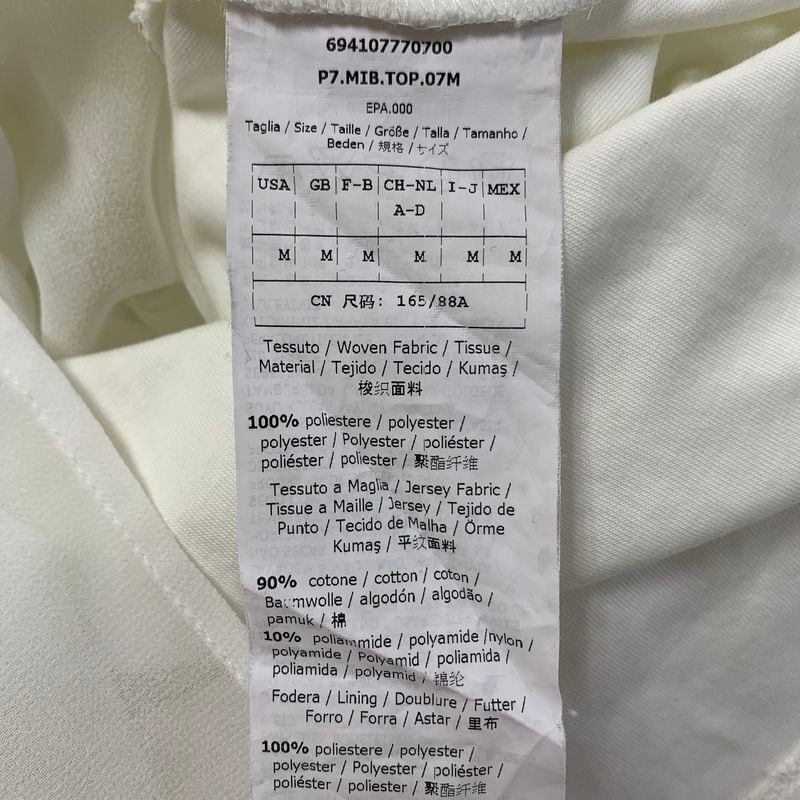 694107770700
P7.MIB.TOP.07M
EPA.000
Taglia / Size / Taille / Größe / Talla / Tamanho /
Beden / 规格 / サイズ
USA GB F-B CH-NL I-J MEX
A-D
M M M M M M
CN 尺码: 165/88A
Tessuto / Woven Fabric / Tissue /
Material / Tejido / Tecido / Kumaş /
梭织面料
100% poliestere / polyester /
polyester / Polyester / poliéster /
poliéster / poliester / 聚酯纤维
Tessuto a Maglia / Jersey Fabric /
Tissue a Maille / Jersey / Tejido de
Punto / Tecido de Malha / Örme
Kumaş / 平纹面料
90% cotone / cotton / coton /
Baumwolle / algodón / algodão /
pamuk / 棉
10% poliammide / polyamide /nylon /
polyamide / Polyamid / poliamida /
poliamida / polyamid / 锦纶
Fodera / Lining / Doublure / Futter /
Forro / Forra / Astar / 里布
100% poliestere / polyester /
polyester / Polyester / poliéster /
poliéster / poliester / 聚酯纤维